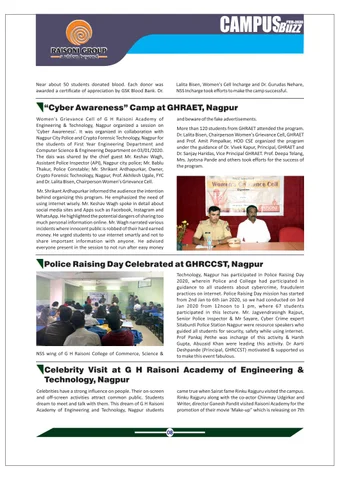 CAMPUS BUZZ
FEB-2020
RAISONI GROUP
a vision beyond
Near about 50 students donated blood. Each donor was
awarded a certificate of appreciation by GSK Blood Bank. Dr.
Lalita Bisen, Women's Cell Incharge and Dr. Gurudas Nerhare,
NSS Incharge took efforts to make the camp successful.
“Cyber Awareness” Camp at GHRAET, Nagpur
Women's Grievance Cell of G H Raisoni Academy of
Engineering & Technology, Nagpur organized a session on
'Cyber Awareness'. It was organized in collaboration with
Nagpur City Police and Crypto Forensic Technology, Nagpur for
the students of First Year Engineering Department and
Computer Science & Engineering Department on 03/01/2020.
The dais was shared by the chief guest Mr. Keshav Wagh,
Assistant Police Inspector (API), Nagpur city police; Mr. Bablu
Thakur, Police Constable; Mr. Shrikant Ardhapurkar, Owner,
Crypto Forensic Technology, Nagpur, Prof. Akhilesh Ugale, FYC
and Dr. Lalita Bisen, Chairperson Women's Grievance Cell.
Mr. Shrikant Ardhapurkar informed the audience the intention
behind organizing this program. He emphasized the need of
using internet wisely. Mr. Keshav Wagh spoke in detail about
social media sites and Apps such as Facebook, Instagram and
WhatsApp. He highlighted the potential dangers of sharing too
much personal information online. Mr. Wagh narrated various
incidents where innocent public is robbed of their hard earned
money. He urged students to use internet smartly and not to
share important information with anyone. He advised
everyone present in the session to not run after easy money
and beware of the fake advertisements.
More than 120 students from GHRAET attended the program.
Dr. Lalita Bisen, Chairperson Women's Grievance Cell, GHRAET
and Prof. Amit Pimpalkar, HOD CSE organized the program
under the guidance of Dr. Vivek Kapur, Principal, GHRAET and
Dr. Sanjay Haridas, Vice Principal GHRAET. Prof. Deepa Telang,
Mrs. Jyotsna Pande and others took efforts for the success of
the program.
Police Raising Day Celebrated at GHRCCST, Nagpur
NSS wing of G H Raisoni College of Commerce, Science &
Technology, Nagpur has participated in Police Raising Day
2020, wherein Police and College had participated in
guidance to all students about cybercrime, fraudulent
practices on Internet. Police Raising Day mission has started
from 2nd Jan to 6th Jan 2020, so we had conducted on 3rd
Jan 2020 from 12noon to 1 pm, where 67 students
participated in this lecture. Mr. Jagvendrasingh Rajput,
Senior Police Inspector & Mr Sayare, Cyber Crime expert
Sitaburdi Police Station Nagpur were resource speakers who
guided all students for security, safety while using internet.
Prof Pankaj Pethe was Incharge of this activity & Harsh
Gupta, Abuszid Khan were leading this activity. Dr Aarti
Deshpande (Principal, GHRCCST) motivated & supported us
to make this event fabulous.
Celebrity Visit at G H Raisoni Academy of Engineering &
Technology, Nagpur
Celebrities have a strong influence on people. Their on-screen
and off-screen activities attract common public. Students
dream to meet and talk with them. This dream of G H Raisoni
Academy of Engineering and Technology, Nagpur students
came true when Sairat fame Rinku Rajguru visited the campus.
Rinku Rajguru along with the co-actor Chinmay Udgirkar and
Writer, director Ganesh Pandit visited Raisoni Academy for the
promotion of their movie 'Make-up" which is releasing on 7th
08